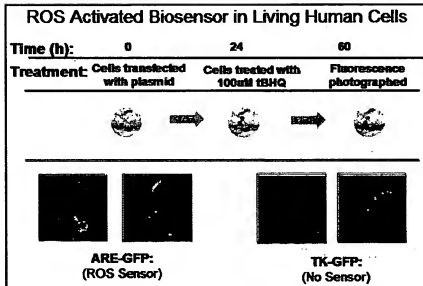 ROS Activated Biosensor in Living Human Cells
Time (h): 0 24 60
Treatment: Cells transfected with plasmid Cells treated with 100uM tBHQ Fluorescence photographed
ARE-GFP: (ROS Sensor)
TK-GFP: (No Sensor)